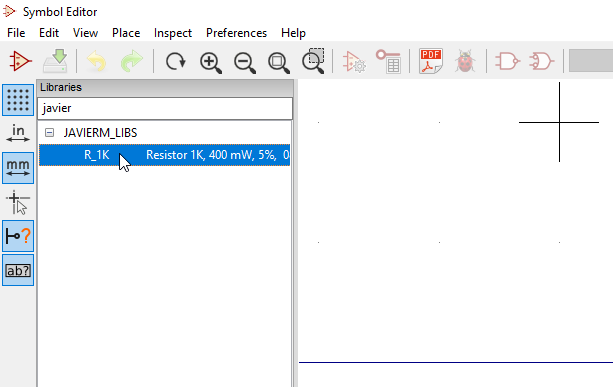 Symbol Editor
File Edit View Place Inspect Preferences Help
PDF
Libraries
in
javier
JAVIERM_LIBS
mm
R_1K Resistor 1K, 400 mW, 5%, 0
?
ab?